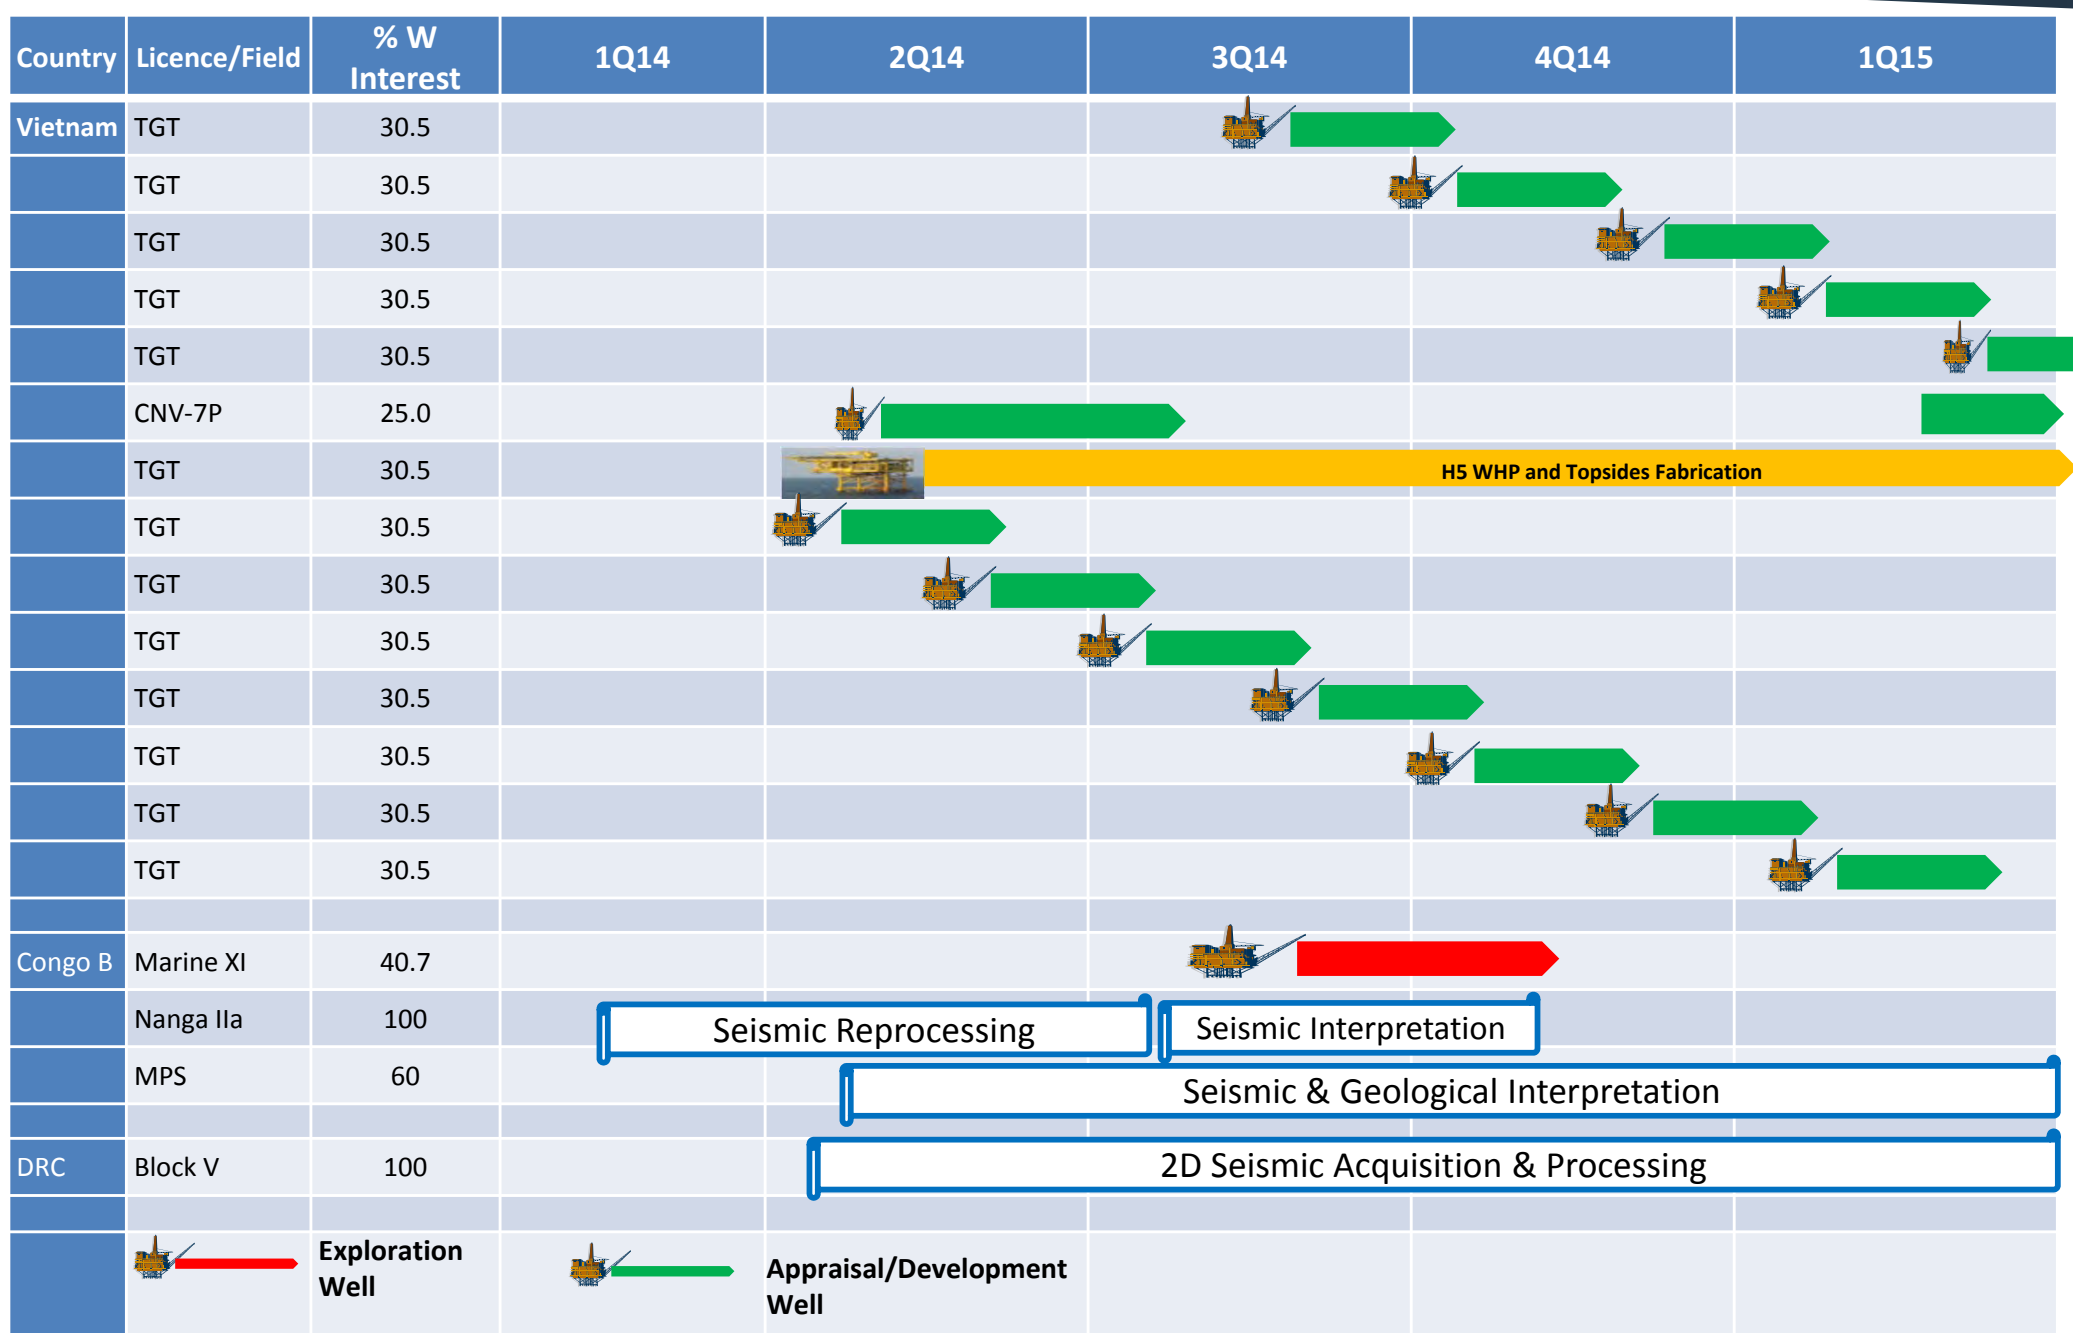 Country Licence/Field % W Interest 1Q14 2Q14 3Q14 4Q14 1Q15
Vietnam TGT 30.5
TGT 30.5
TGT 30.5
TGT 30.5
TGT 30.5
CNV-7P 25.0
TGT 30.5 H5 WHP and Topsides Fabrication
TGT 30.5
TGT 30.5
TGT 30.5
TGT 30.5
TGT 30.5
TGT 30.5
TGT 30.5
Congo B Marine XI 40.7
Nanga IIa 100 Seismic Reprocessing Seismic Interpretation
MPS 60 Seismic & Geological Interpretation
DRC Block V 100 2D Seismic Acquisition & Processing
Exploration
Well
Appraisal/Development
Well